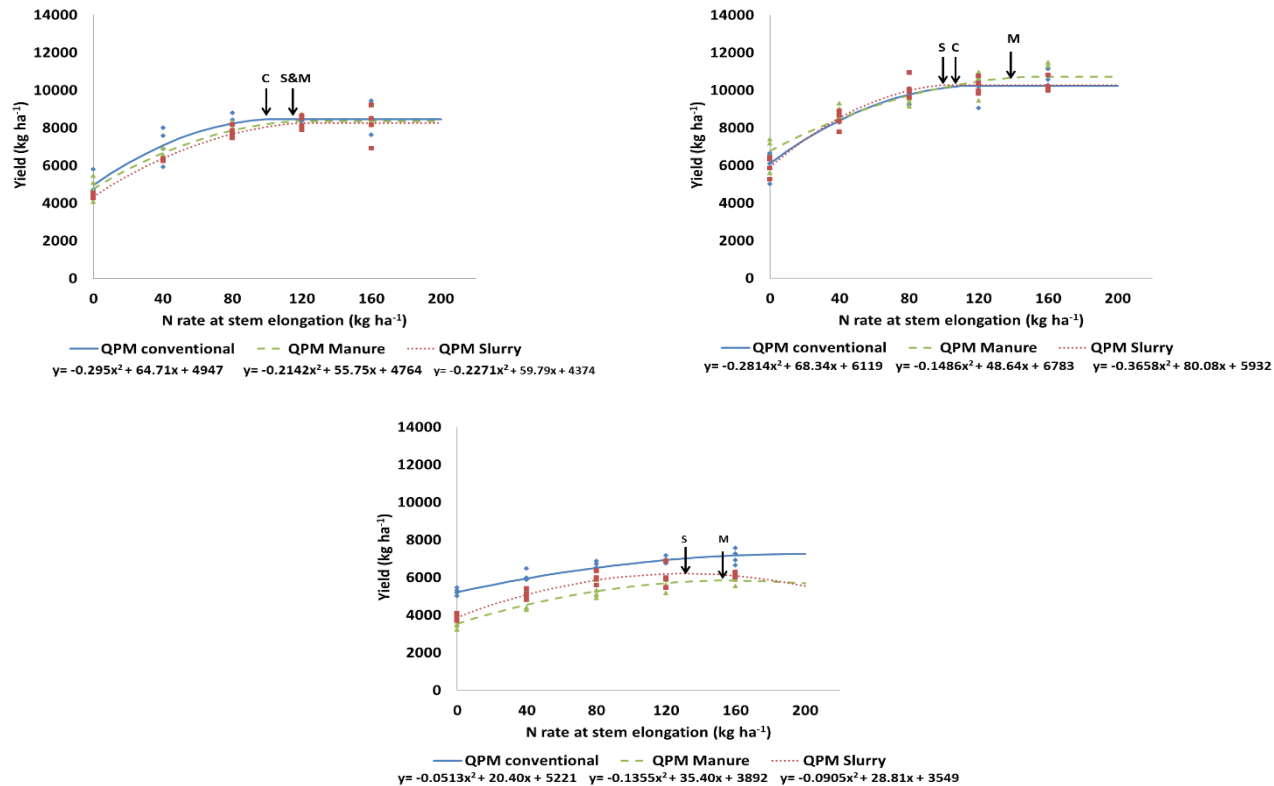 14000
12000
10000
8000
6000
4000
2000
0
Yield (kg ha⁻¹)
C S&M
0 40 80 120 160 200
N rate at stem elongation (kg ha⁻¹)
QPM conventional QPM Manure QPM Slurry
y= -0.295x² + 64.71x + 4947 y= -0.2142x² + 55.75x + 4764 y= -0.2271x² + 59.79x + 4374
14000
12000
10000
8000
6000
4000
2000
0
Yield (kg ha⁻¹)
S C M
0 40 80 120 160 200
N rate at stem elongation (kg ha⁻¹)
QPM conventional QPM Manure QPM Slurry
y= -0.2814x² + 68.34x + 6119 y= -0.1486x² + 48.64x + 6783 y= -0.3658x² + 80.08x + 5932
14000
12000
10000
8000
6000
4000
2000
0
Yield (kg ha⁻¹)
S M
0 40 80 120 160 200
N rate at stem elongation (kg ha⁻¹)
QPM conventional QPM Manure QPM Slurry
y= -0.0513x² + 20.40x + 5221 y= -0.1355x² + 35.40x + 3892 y= -0.0905x² + 28.81x + 3549